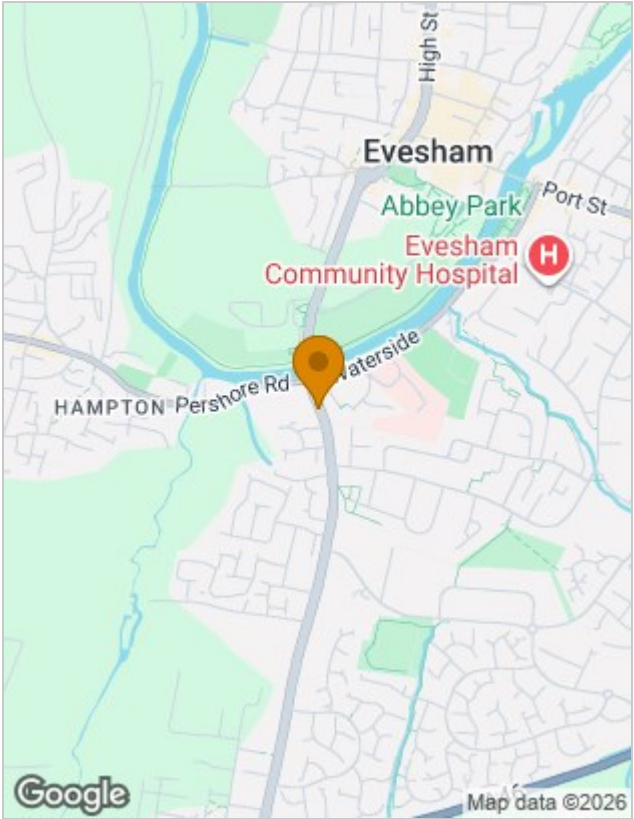 High St
Evesham
Abbey Park
Port St
Evesham
Community Hospital
H
Waterside
Pershore Rd
HAMPTON
Google
Map data ©2026